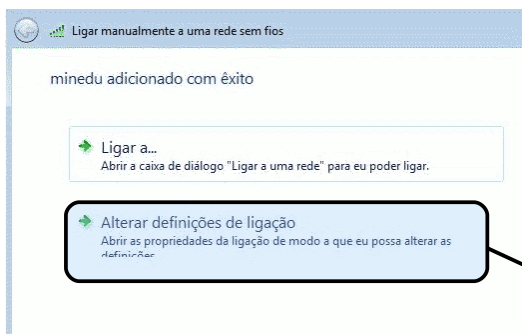 Ligar manualmente a uma rede sem fios
minedu adicionado com êxito
Ligar a...
Abrir a caixa de diálogo "Ligar a uma rede" para eu poder ligar.
Alterar definições de ligação
Abrir as propriedades da ligação de modo a que eu possa alterar as
definições